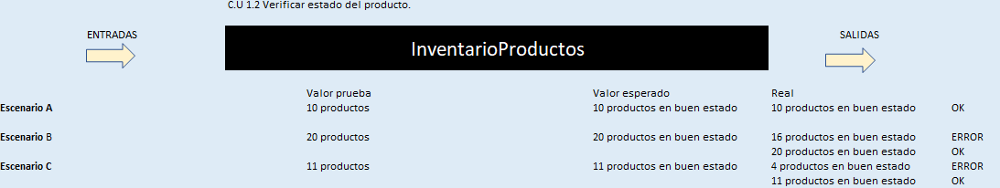 C.U 1.2 Verificar estado del producto.
ENTRADAS
InventarioProductos
SALIDAS
Valor prueba Valor esperado Real
Escenario A 10 productos 10 productos en buen estado 10 productos en buen estado OK
Escenario B 20 productos 20 productos en buen estado 16 productos en buen estado ERROR
20 productos en buen estado OK
Escenario C 11 productos 11 productos en buen estado 4 productos en buen estado ERROR
11 productos en buen estado OK